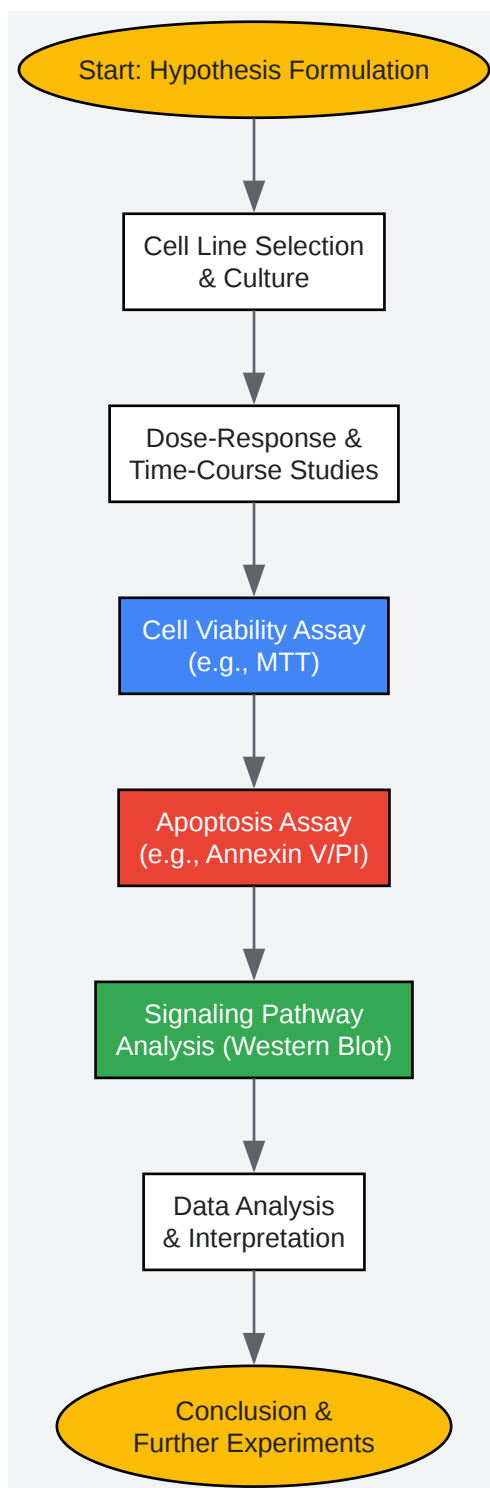 Start: Hypothesis Formulation
Cell Line Selection
& Culture
Dose-Response &
Time-Course Studies
Cell Viability Assay
(e.g., MTT)
Apoptosis Assay
(e.g., Annexin V/PI)
Signaling Pathway
Analysis (Western Blot)
Data Analysis
& Interpretation
Conclusion &
Further Experiments